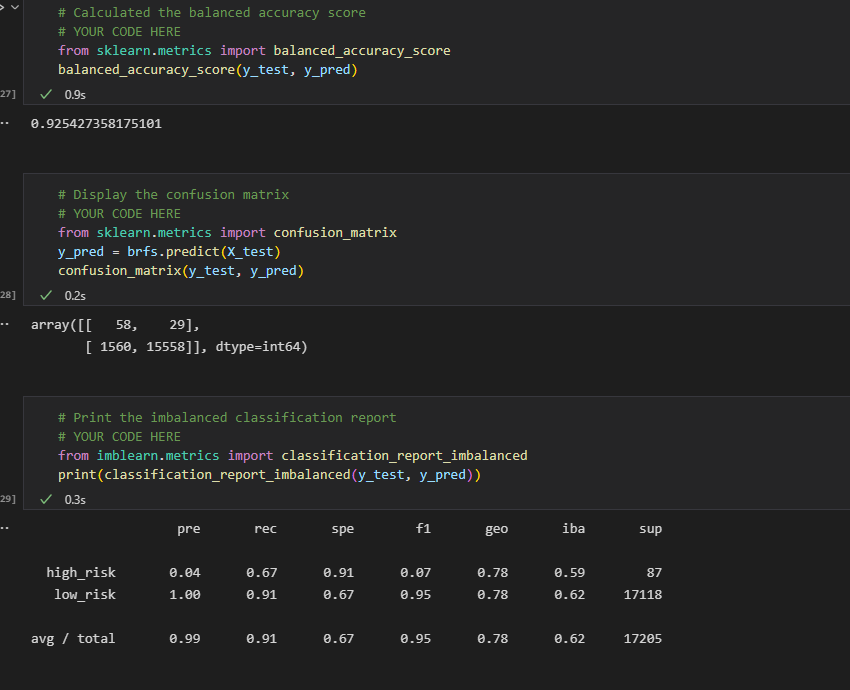 # Calculated the balanced accuracy score
# YOUR CODE HERE
from sklearn.metrics import balanced_accuracy_score
balanced_accuracy_score(y_test, y_pred)
27] ✓ 0.9s
0.925427358175101
# Display the confusion matrix
# YOUR CODE HERE
from sklearn.metrics import confusion_matrix
y_pred = brfs.predict(X_test)
confusion_matrix(y_test, y_pred)
28] ✓ 0.2s
array([[   58,    29],
       [ 1560, 15558]], dtype=int64)
# Print the imbalanced classification report
# YOUR CODE HERE
from imblearn.metrics import classification_report_imbalanced
print(classification_report_imbalanced(y_test, y_pred))
29] ✓ 0.3s
pre rec spe f1 geo iba sup
high_risk 0.04 0.67 0.91 0.07 0.78 0.59 87
low_risk 1.00 0.91 0.67 0.95 0.78 0.62 17118
avg / total 0.99 0.91 0.67 0.95 0.78 0.62 17205